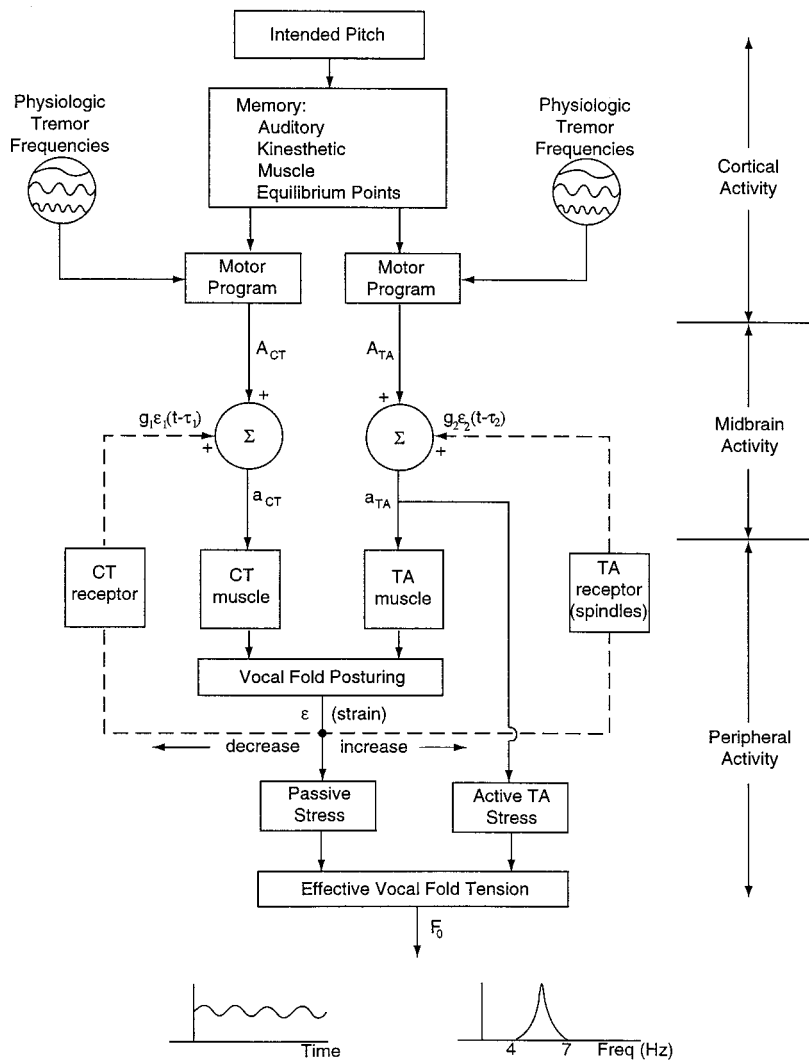 Intended Pitch
Physiologic
Tremor
Frequencies
Memory:
Auditory
Kinesthetic
Muscle
Equilibrium Points
Physiologic
Tremor
Frequencies
Cortical
Activity
Motor
Program
Motor
Program
A_CT
A_TA
+
+
g₁ε₁(t-τ₁)
Σ
+
Σ
g₂ε₂(t-τ₂)
+
Midbrain
Activity
a_CT
a_TA
CT
receptor
CT
muscle
TA
muscle
TA
receptor
(spindles)
Vocal Fold Posturing
ε (strain)
decrease
increase
Peripheral
Activity
Passive
Stress
Active TA
Stress
Effective Vocal Fold Tension
F₀
Time
4
7
Freq (Hz)